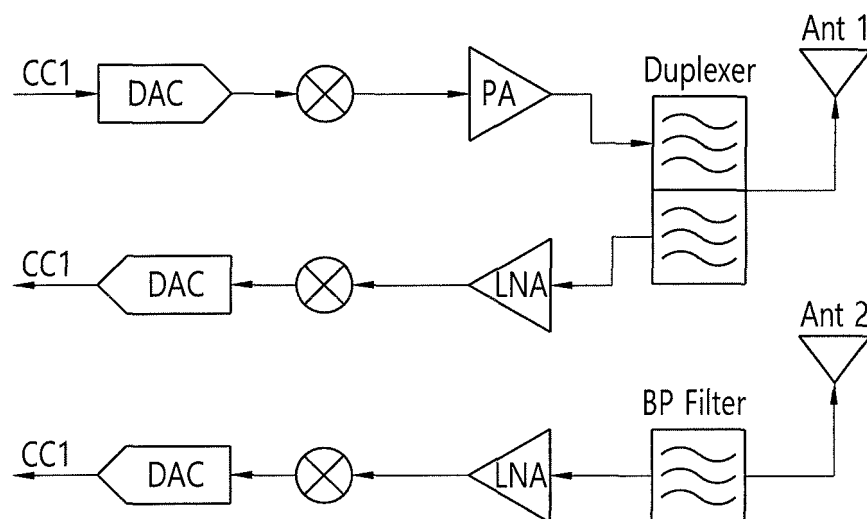 Ant 1
Duplexer
CC1
DAC
PA
CC1
DAC
LNA
Ant 2
BP Filter
CC1
DAC
LNA